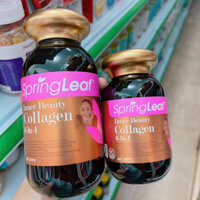 SpringLeaf
Inner Beauty
Collagen
6-In-1
SpringLeaf
Inner Beauty
Collagen
6-In-1